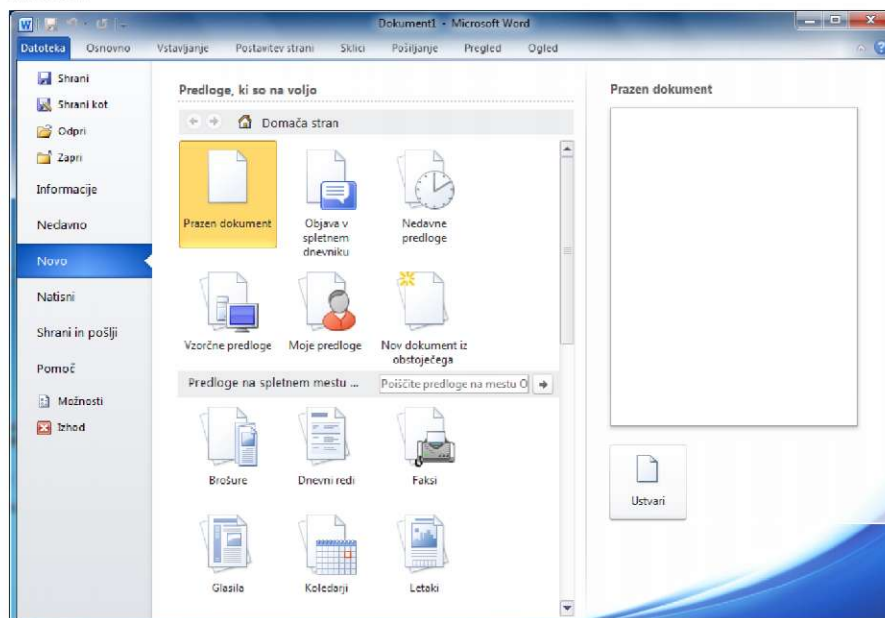 Dokument1 - Microsoft Word
Datoteka Osnovno Vstavljanje Postavitev strani Sklici Pošiljanje Pregled Ogled
Shrani
Shrani kot
Odpri
Zapri
Informacije
Nedavno
Novo
Natisni
Shrani in pošlji
Pomoč
Možnosti
Izhod
Predloge, ki so na voljo
Domača stran
Prazen dokument
Objava v
spletnem
dnevniku
Nedavne
predloge
Vzorčne predloge
Moje predloge
Nov dokument iz
obstoječega
Predloge na spletnem mestu ...
Poiščite predloge na mestu O
Brošure
Dnevni redi
Faksi
Glasila
Koledarji
Letaki
Prazen dokument
Ustvari